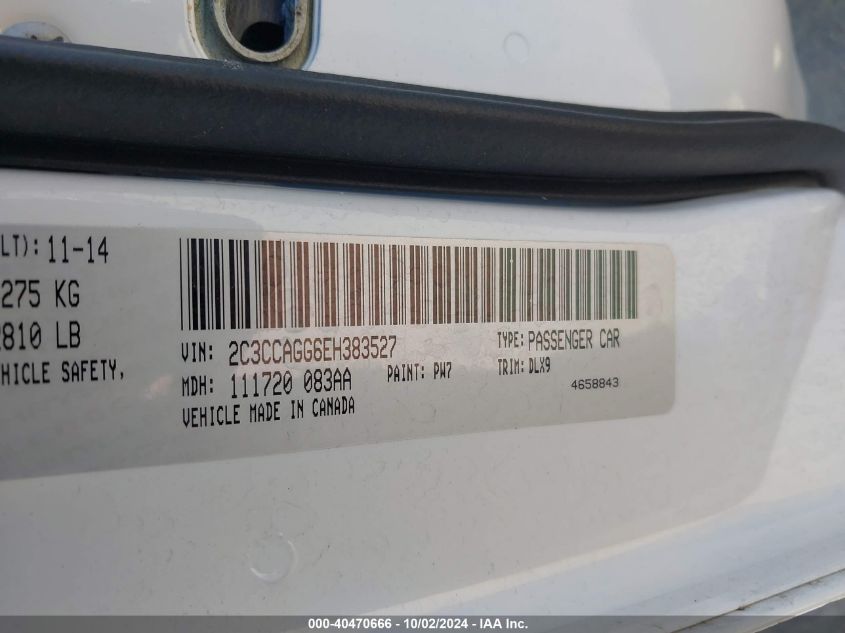 LT): 11-14
275 KG
810 LB
HICLE SAFETY,
VIN: 2C3CCAGG6EH383527
TYPE: PASSENGER CAR
MDH: 111720 083AA
PAINT: PW7
TRIM: DLX9
4658843
VEHICLE MADE IN CANADA
000-40470666 - 10/02/2024 - IAA Inc.